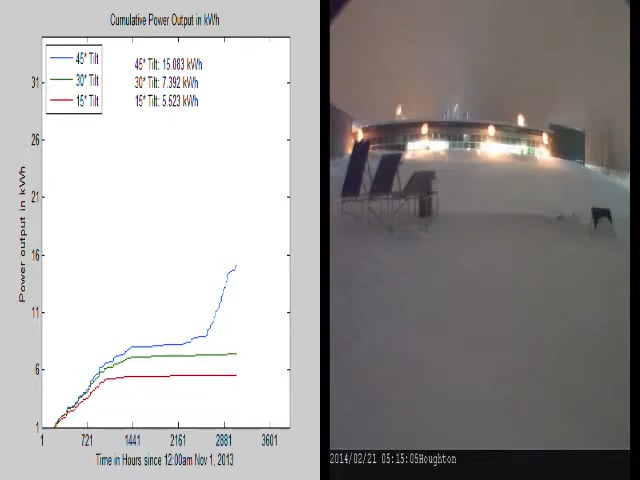 Cumulative Power Output in kWh
45° Tilt
30° Tilt
15° Tilt
45° Tilt: 15.083 kWh
30° Tilt: 7.392 kWh
15° Tilt: 5.523 kWh
Power output in kWh
31
26
21
16
11
6
1
1 721 1441 2161 2881 3601
Time in Hours since 12:00am Nov 1, 2013
2014/02/21 05:15:05Houghton